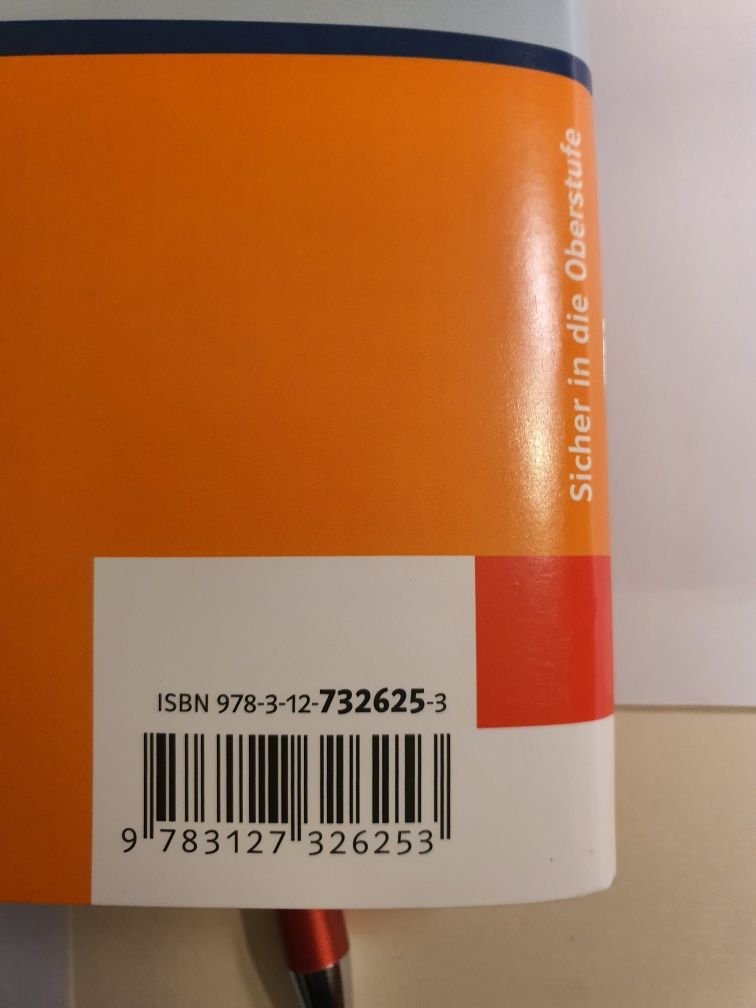 Sicher in die Oberstufe
ISBN 978-3-12-732625-3
9 783127 326253